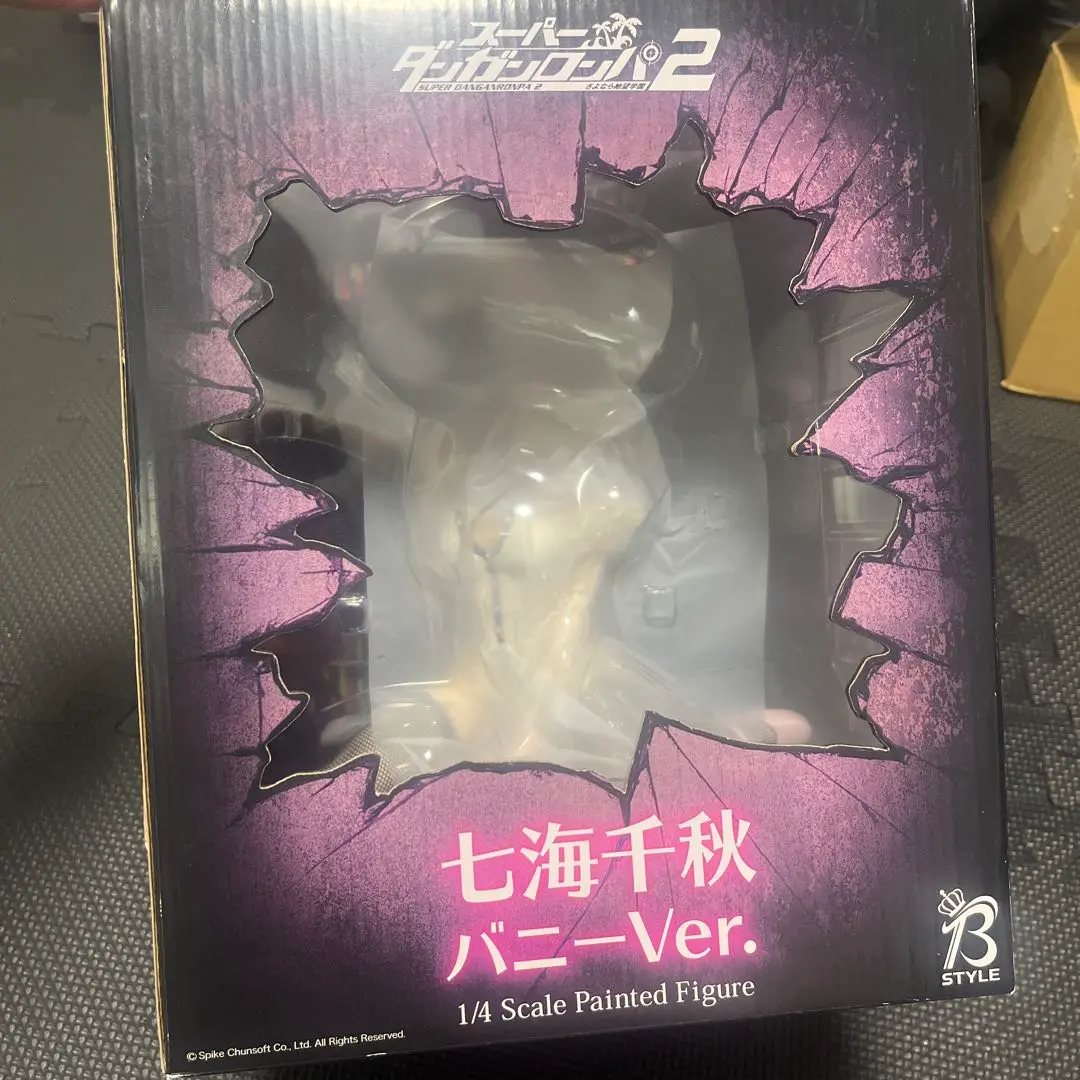 スーパー
ダンガンロンパ2
SUPER DANGANRONPA 2 さよなら絶望学園
七海千秋
バニーVer.
1/4 Scale Painted Figure
B
STYLE
© Spike Chunsoft Co., Ltd. All Rights Reserved.